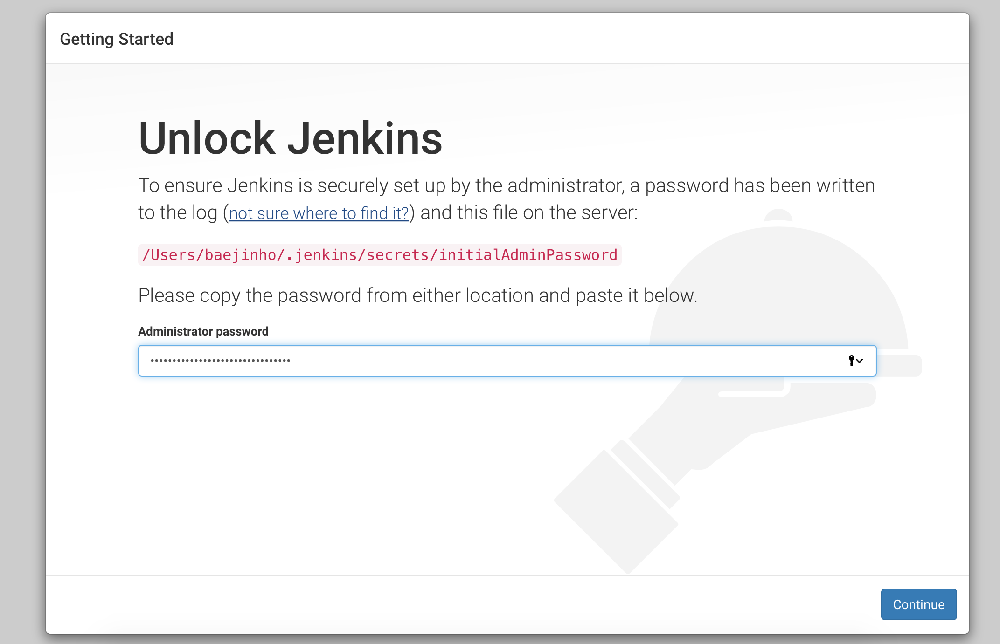 Getting Started
Unlock Jenkins
To ensure Jenkins is securely set up by the administrator, a password has been written
to the log (not sure where to find it?) and this file on the server:
/Users/baejinho/.jenkins/secrets/initialAdminPassword
Please copy the password from either location and paste it below.
Administrator password
••••••••••••••••••••••••••••••••
Continue